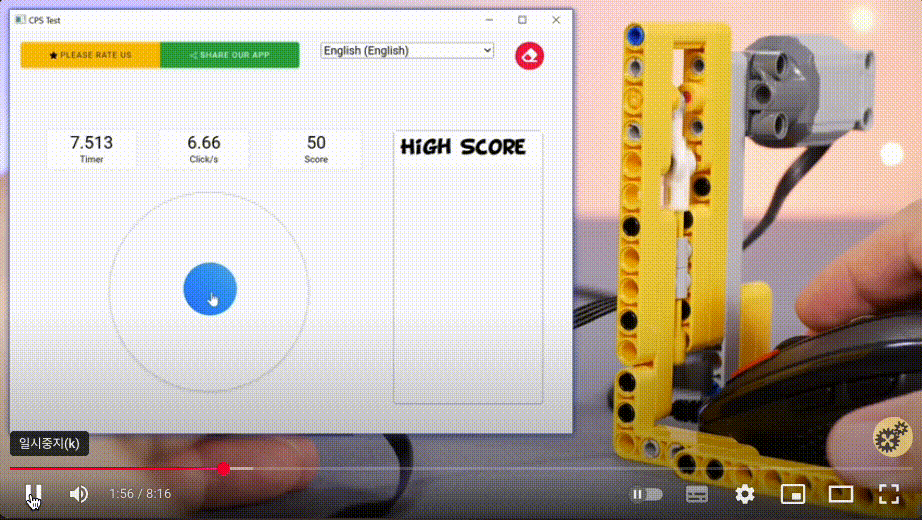 CPS Test
PLEASE RATE US
SHARE OUR APP
English (English)
7.513
Timer
6.66
Click/s
50
Score
HIGH SCORE
일시중지(k)
1:56 / 8:16